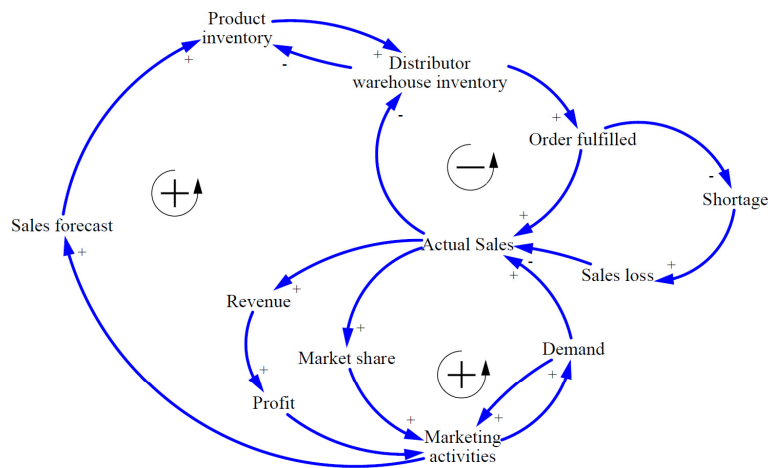 Product
inventory
+
+
-
Distributor
warehouse inventory
-
+
Order fulfilled
-
Shortage
+
Sales loss
-
+
Actual Sales
+
Sales forecast
+
+
Revenue
+
Profit
+
Market share
+
Demand
+
+
Marketing
activities
+
−
+